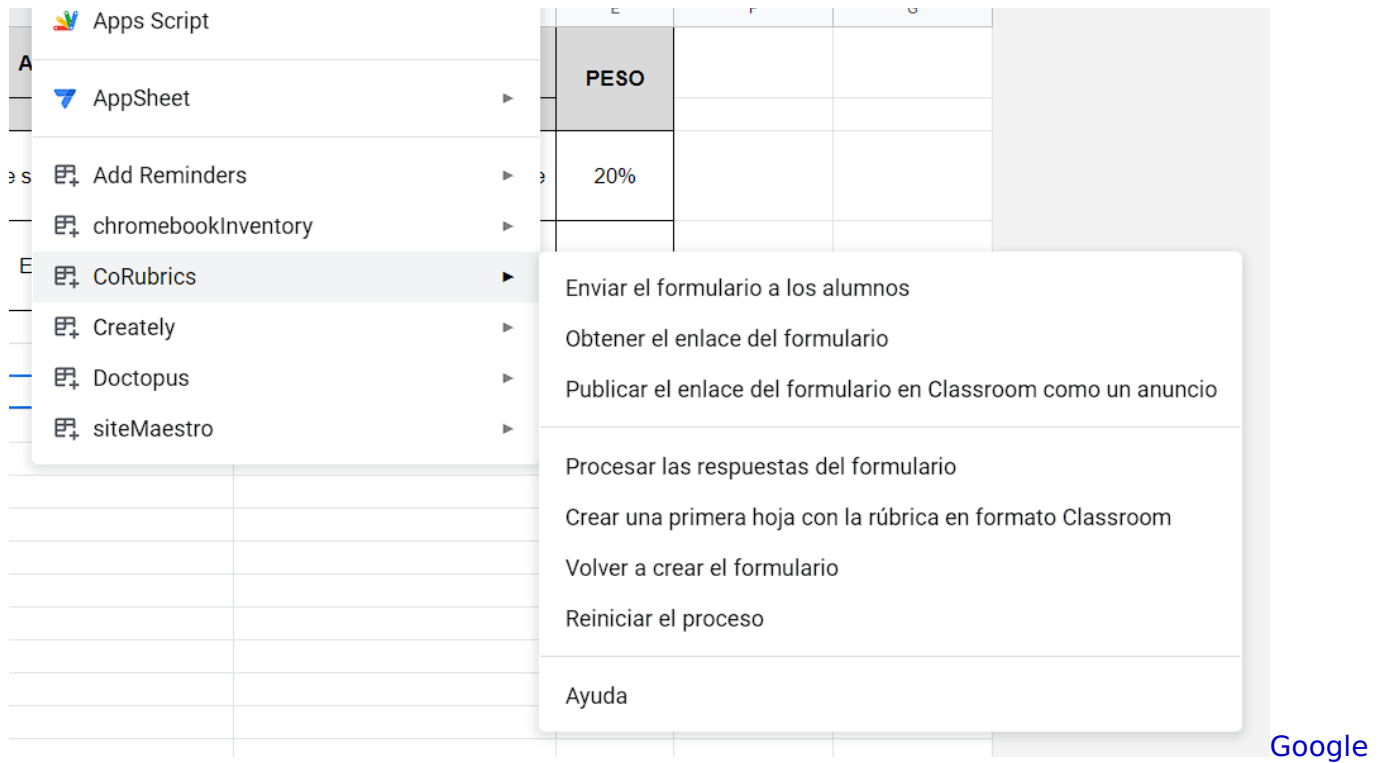 E
F
G
Apps Script
A
PESO
AppSheet
Add Reminders
e s
e
20%
chromebookInventory
E
CoRubrics
Creately
Doctopus
siteMaestro
Enviar el formulario a los alumnos
Obtener el enlace del formulario
Publicar el enlace del formulario en Classroom como un anuncio
Procesar las respuestas del formulario
Crear una primera hoja con la rúbrica en formato Classroom
Volver a crear el formulario
Reiniciar el proceso
Ayuda
Google